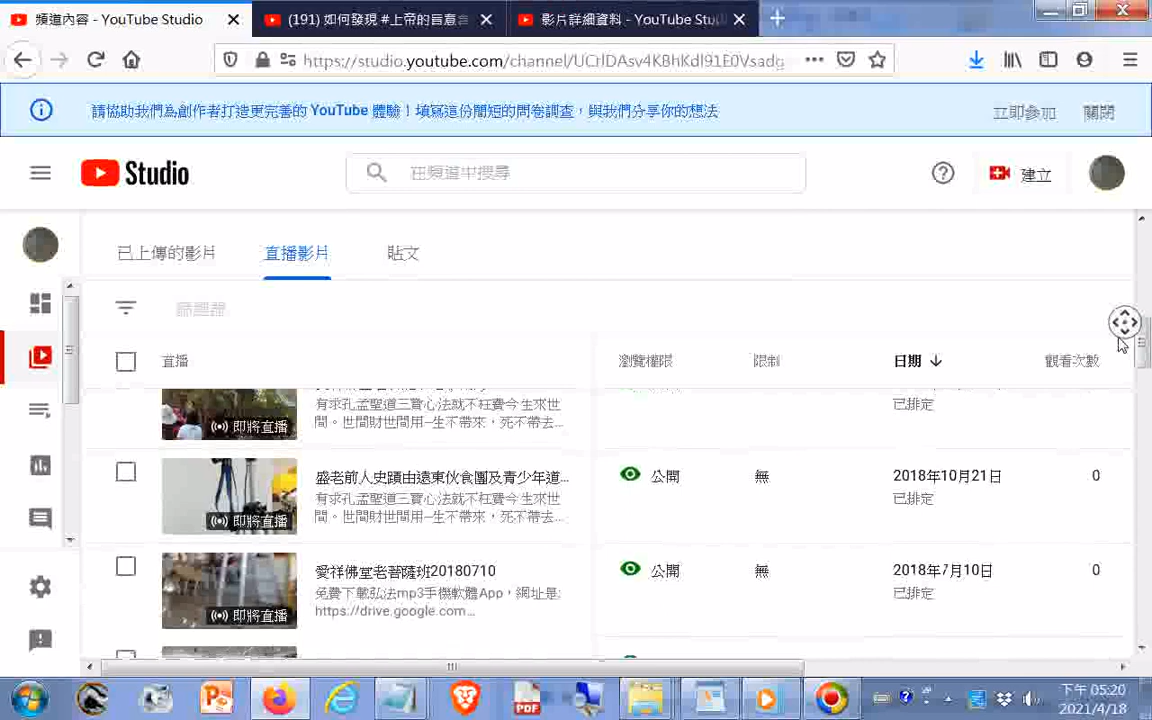 頻道內容 - YouTube Studio
(191) 如何發現 #上帝的旨意
影片詳細資料 - YouTube Stu
https://studio.youtube.com/channel/UCrlDAsv4KBhKdl91E0Vsadg
請協助我們為創作者打造更完善的 YouTube 體驗！填寫這份簡短的問卷調查，與我們分享你的想法
立即參加
關閉
Studio
在頻道中搜尋
建立
已上傳的影片
直播影片
貼文
篩選器
直播
瀏覽權限
限制
日期
觀看次數
有求孔孟聖道三寶心法就不枉費今生來世
間。世間財世間用一生不帶來，死不帶去…
即將直播
已排定
盛老前人史蹟由遠東伙食團及青少年道…
有求孔孟聖道三寶心法就不枉費今生來世
間。世間財世間用一生不帶來，死不帶去…
即將直播
公開
無
2018年10月21日
已排定
0
愛祥佛堂老菩薩班20180710
免費下載弘法mp3手機軟體App，網址是:
https://drive.google.com…
即將直播
公開
無
2018年7月10日
已排定
0
PDF
下午 05:20
2021/4/18